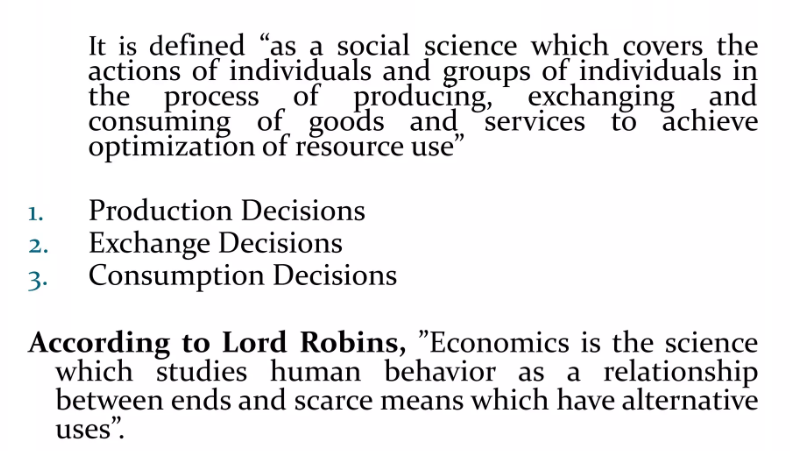 It is defined “as a social science which covers the
actions of individuals and groups of individuals in
the process of producing, exchanging and
consuming of goods and services to achieve
optimization of resource use”
1. Production Decisions
2. Exchange Decisions
3. Consumption Decisions
According to Lord Robins, ”Economics is the science
which studies human behavior as a relationship
between ends and scarce means which have alternative
uses”.